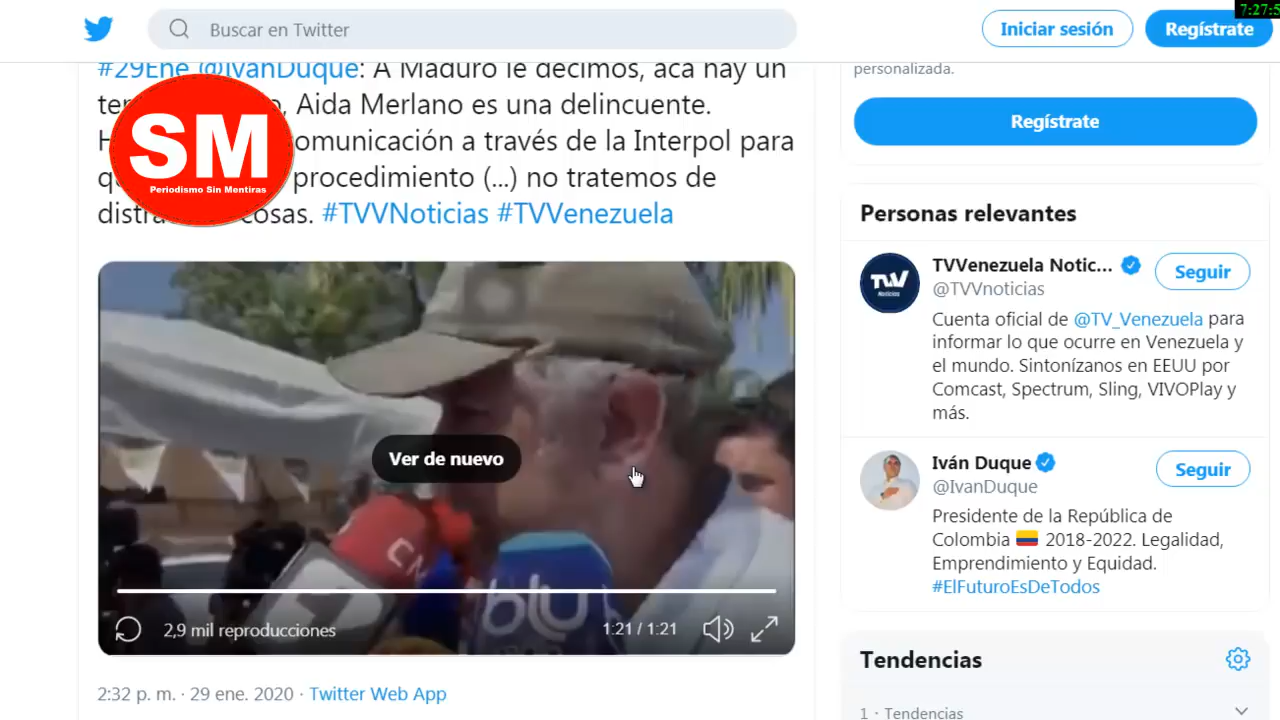 7:27:5
Buscar en Twitter
Iniciar sesión
Regístrate
#29Ene @IvanDuque: A Maduro le decimos, acá hay un
Aida Merlano es una delincuente.
omunicación a través de la Interpol para
procedimiento (...) no tratemos de
distra cosas. #TVVNoticias #TVVenezuela
SM
Periodismo Sin Mentiras
Ver de nuevo
blu
2,9 mil reproducciones
1:21 / 1:21
2:32 p. m. · 29 ene. 2020 · Twitter Web App
personalizada.
Regístrate
Personas relevantes
TVV
Noticias
TVVenezuela Notic...
Seguir
@TVVnoticias
Cuenta oficial de @TV_Venezuela para
informar lo que ocurre en Venezuela y
el mundo. Sintonízanos en EEUU por
Comcast, Spectrum, Sling, VIVOPlay y
más.
Iván Duque
Seguir
@IvanDuque
Presidente de la República de
Colombia 2018-2022. Legalidad,
Emprendimiento y Equidad.
#ElFuturoEsDeTodos
Tendencias
1 · Tendencias